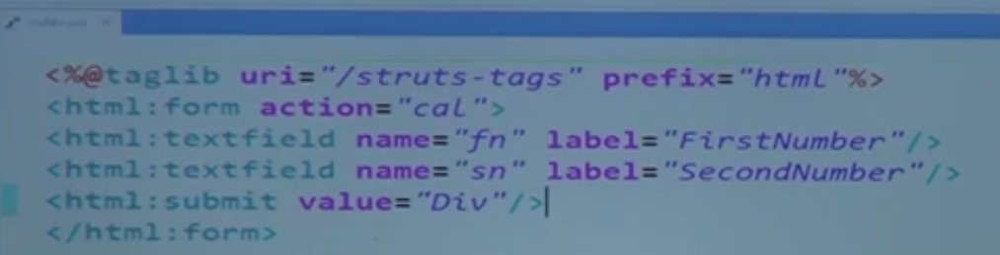 <%@taglib uri="/struts-tags" prefix="html"%>
<html:form action="cal">
<html:textfield name="fn" label="FirstNumber"/>
<html:textfield name="sn" label="SecondNumber"/>
<html:submit value="Div"/>
</html:form>